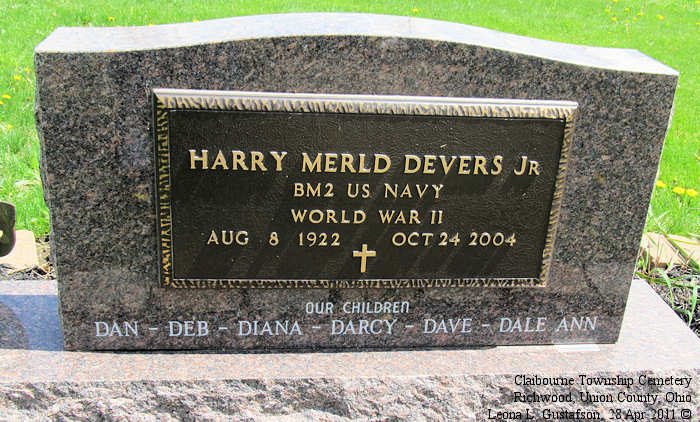 HARRY MERLD DEVERS JR
BM2 US NAVY
WORLD WAR II
AUG 8 1922 OCT 24 2004
OUR CHILDREN
DAN - DEB - DIANA - DARCY - DAVE - DALE ANN
Claibourne Township Cemetery
Richwood, Union County, Ohio
Leona L. Gustafson, 28 Apr 2011 ©